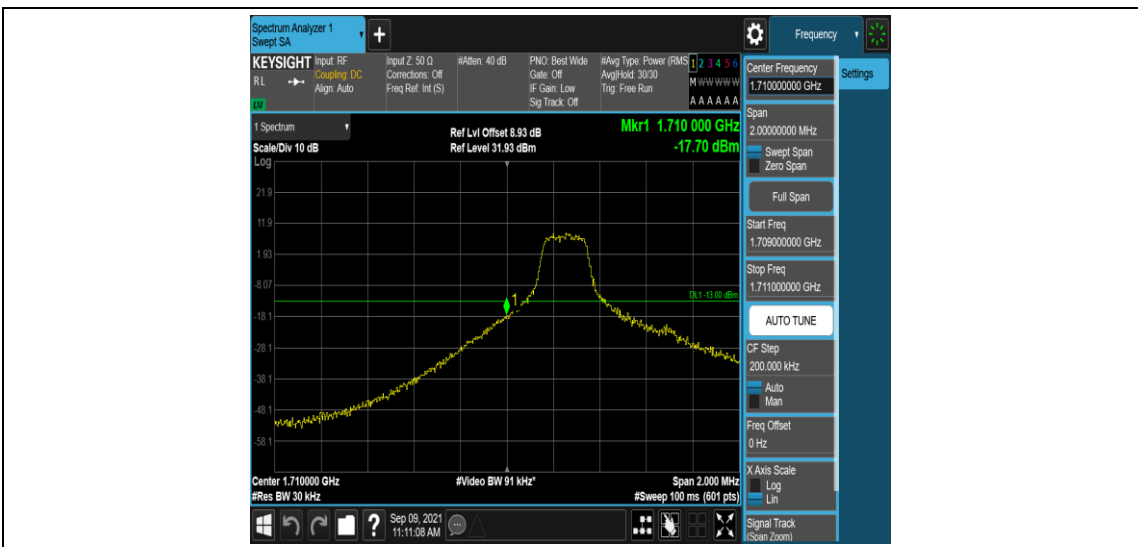 Spectrum Analyzer 1
Swept SA
Frequency
KEYSIGHT
RL
LV
Input: RF
Coupling: DC
Align: Auto
Input Z: 50 Ω
Corrections: Off
Freq Ref: Int (S)
#Atten: 40 dB
PNO: Best Wide
Gate: Off
IF Gain: Low
Sig Track: Off
#Avg Type: Power (RMS
Avg|Hold: 30/30
Trig: Free Run
1 2 3 4 5 6
M W W W W W
A A A A A A
1 Spectrum
Scale/Div 10 dB
Log
Ref Lvl Offset 8.93 dB
Ref Level 31.93 dBm
Mkr1 1.710 000 GHz
-17.70 dBm
21.9
11.9
1.93
-8.07
-18.1
-28.1
-38.1
-48.1
-58.1
1
DL1 -13.00 dBm
Center 1.710000 GHz
#Res BW 30 kHz
#Video BW 91 kHz*
Span 2.000 MHz
#Sweep 100 ms (601 pts)
Center Frequency
1.710000000 GHz
Settings
Span
2.00000000 MHz
Swept Span
Zero Span
Full Span
Start Freq
1.709000000 GHz
Stop Freq
1.711000000 GHz
AUTO TUNE
CF Step
200.000 kHz
Auto
Man
Freq Offset
0 Hz
X Axis Scale
Log
Lin
Signal Track
(Span Zoom)
?
Sep 09, 2021
11:11:08 AM